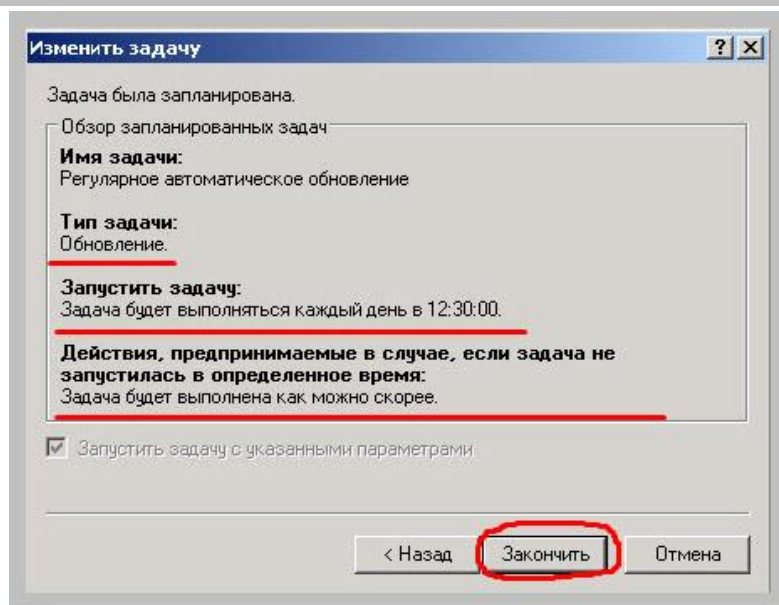 Изменить задачу
Задача была запланирована.
Обзор запланированных задач
Имя задачи:
Регулярное автоматическое обновление
Тип задачи:
Обновление.
Запустить задачу:
Задача будет выполняться каждый день в 12:30:00.
Действия, предпринимаемые в случае, если задача не
запустилась в определенное время:
Задача будет выполнена как можно скорее.
Запустить задачу с указанными параметрами
< Назад Закончить Отмена